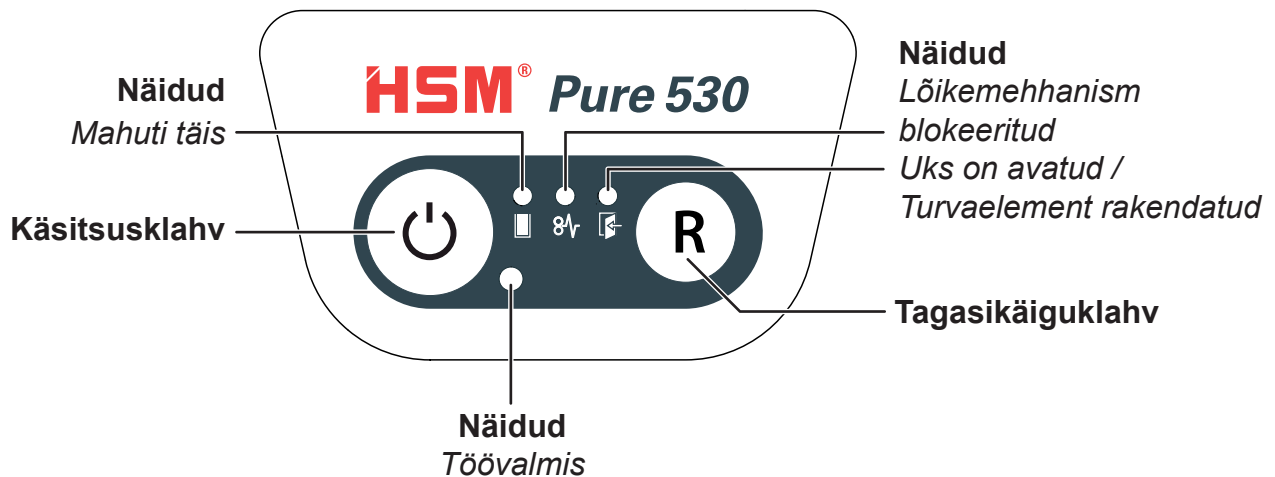 HSM® Pure 530
Näidud
Mahuti täis
Käsitsusklahv
Näidud
Lõikemehhanism
blokeeritud
Uks on avatud /
Turvaelement rakendatud
R
Tagasikäiguklahv
Näidud
Töövalmis